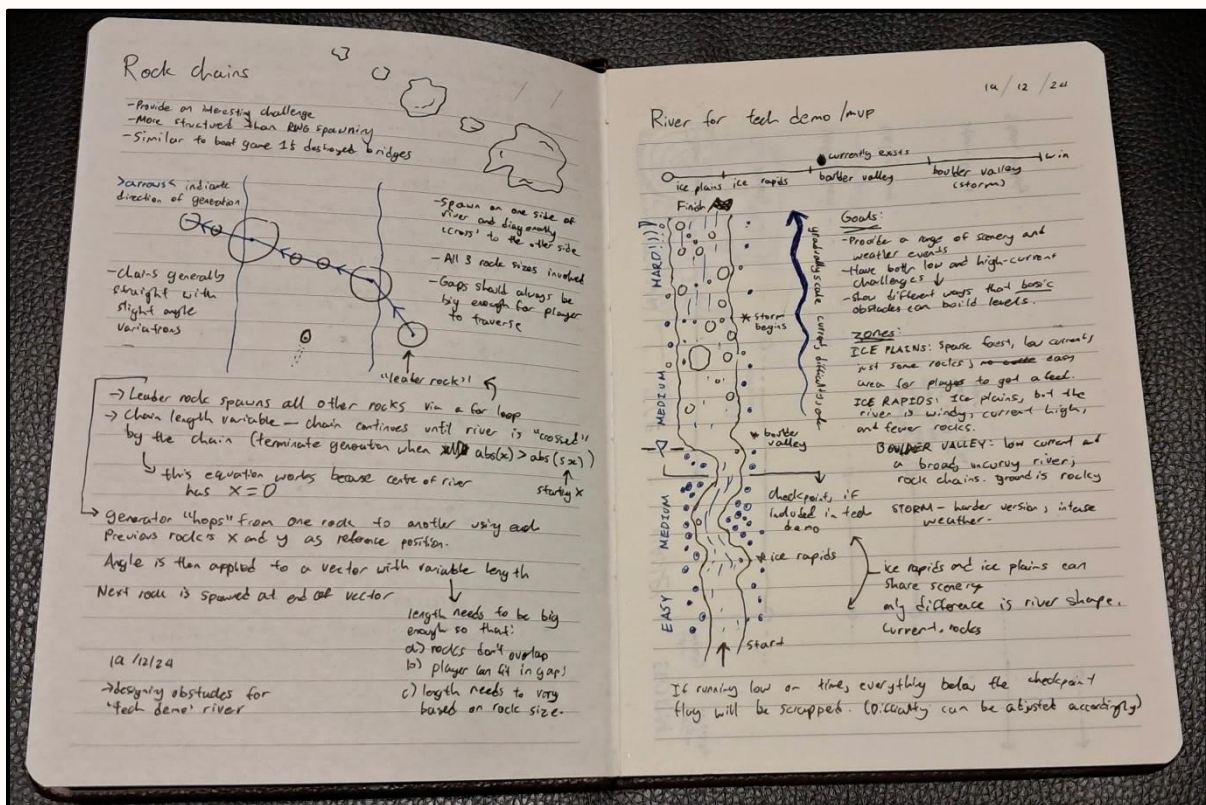 Rock chains
-Provide an interesting challenge
-More structured than RNG spawning
-Similar to boat game 1's destroyed bridges
>arrows< indicate
direction of generation
-Spawn on one side of
river and diagonally
'cross' to the other side
-All 3 rock sizes involved
-Gaps should always be
big enough for player
to traverse
-Chains generally
straight with
slight angle
variations
"leader rock"
→ Leader rock spawns all other rocks via a for loop
→ Chain length variable - chain continues until river is "crossed"
by the chain (terminate generation when abs(x) > abs(sx))
starting x
this equation works because centre of river
has x=0
generator "hops" from one rock to another using each
previous rock's x and y as reference position.
Angle is then applied to a vector with variable length
Next rock is spawned at end of vector
length needs to be big
enough so that:
a) rocks don't overlap
b) player can fit in gap!
c) length needs to vary
based on rock size.
19/12/24
→designing obstacles for
'tech demo' river
19/12/24
River for tech demo/mvp
currently exists
ice plains
ice rapids
boulder valley
boulder valley
(storm)
win
Finish
HARD!!))
MEDIUM
MEDIUM
EASY
gradually scale current, difficulty
* storm
begins
* boulder
valley
checkpoint, if
included in tech
demo
* ice rapids
start
Goals:
-Provide a range of scenery and
weather events
-Have both low and high-current
challenges
-Show different ways that basic
obstacles can build levels.
Zones:
ICE PLAINS: Sparse forest, low current,
just some rocks, easy
area for player to get a feel.
ICE RAPIDS: Ice plains, but the
river is windy, current high,
and fewer rocks.
BOULDER VALLEY: low current and
a broad, river,
rock chains. ground is rocky
STORM - harder version, intense
weather.
ice rapids and ice plains can
share scenery
only difference is river shape,
current, rocks
If running low on time, everything below the checkpoint
flag will be scrapped. (Difficulty can be adjusted accordingly)